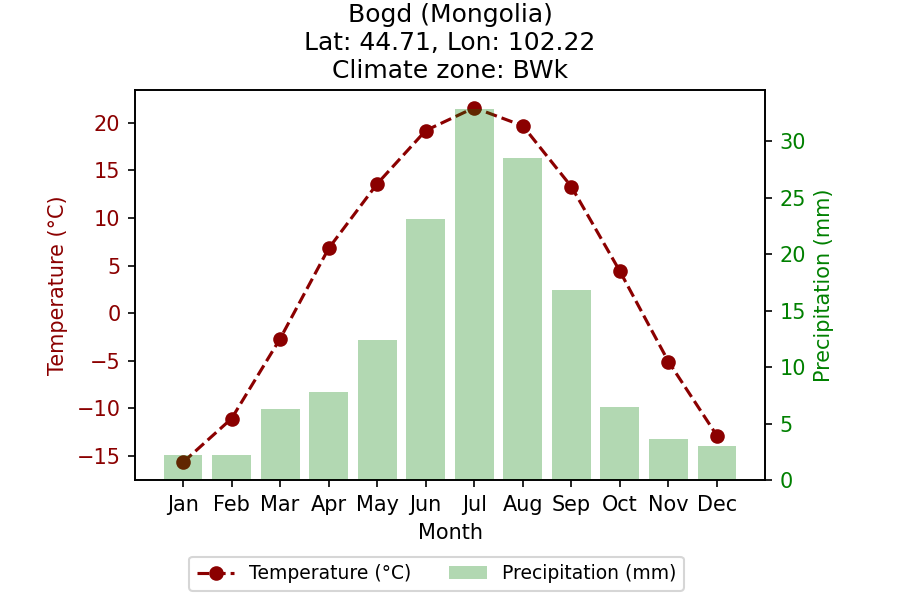 Bogd (Mongolia)
Lat: 44.71, Lon: 102.22
Climate zone: BWk
Temperature (°C)
20
15
10
5
0
−5
−10
−15
30
25
20
15
10
5
0
Precipitation (mm)
Jan Feb Mar Apr May Jun Jul Aug Sep Oct Nov Dec
Month
Temperature (°C) Precipitation (mm)